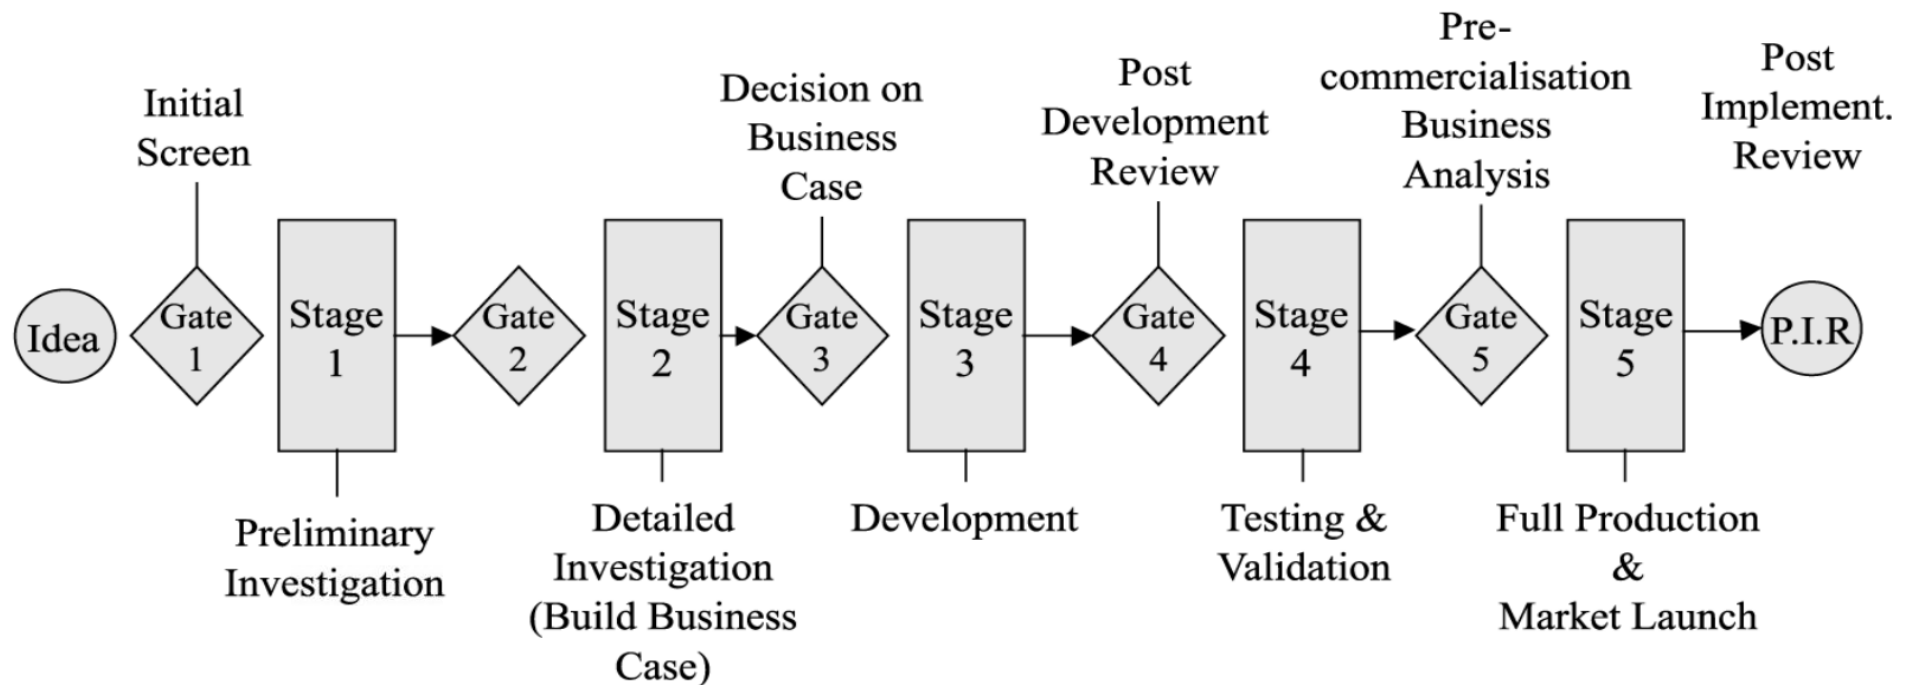 Initial
Screen
Decision on
Business
Case
Post
Development
Review
Pre-
commercialisation
Business
Analysis
Post
Implement.
Review
Idea
Gate
1
Stage
1
Gate
2
Stage
2
Gate
3
Stage
3
Gate
4
Stage
4
Gate
5
Stage
5
P.I.R
Preliminary
Investigation
Detailed
Investigation
(Build Business
Case)
Development
Testing &
Validation
Full Production
&
Market Launch